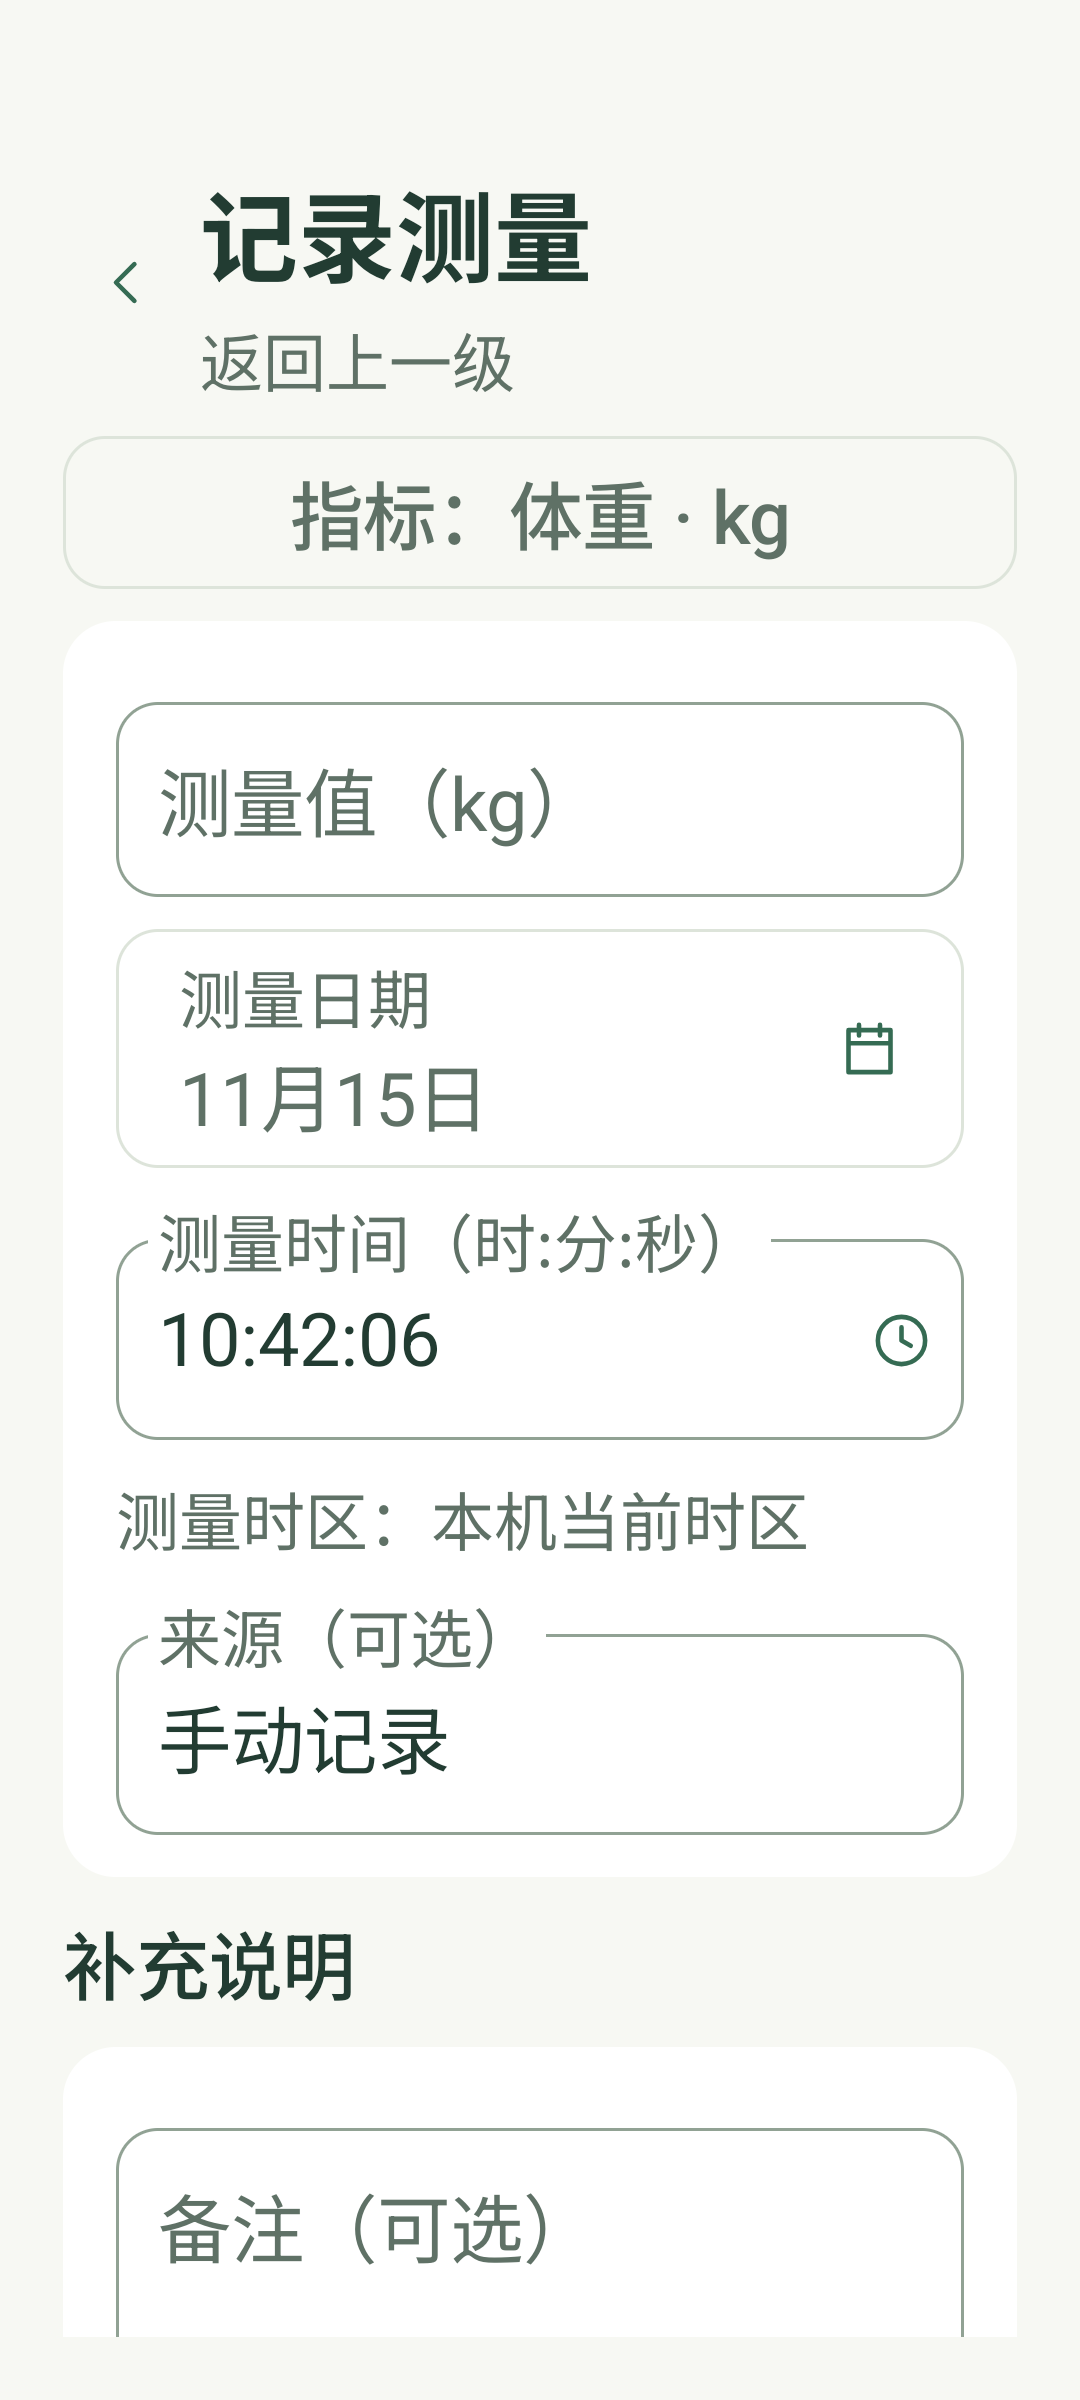 记录测量
返回上一级
指标：体重 · kg
测量值（kg）
测量日期
11月15日
测量时间（时:分:秒）
10:42:06
测量时区：本机当前时区
来源（可选）
手动记录
补充说明
备注（可选）